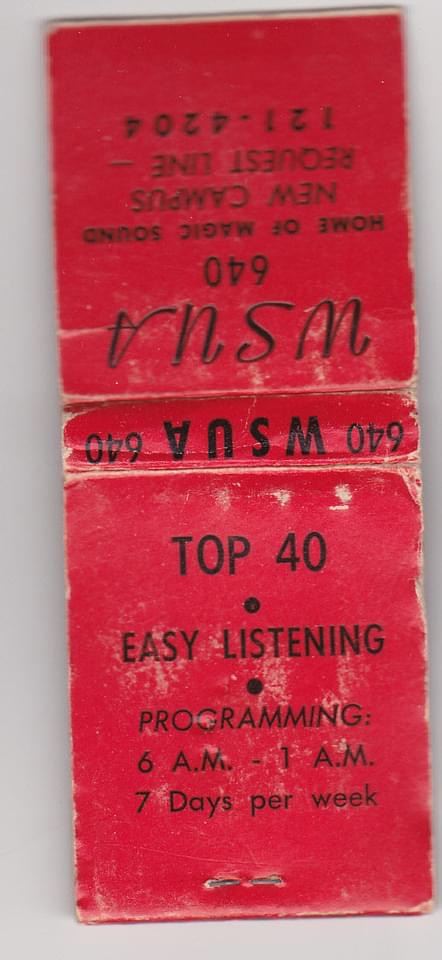 WSUA
640
HOME OF MAGIC SOUND
NEW CAMPUS
REQUEST LINE —
121-4204
640 WSUA 640
TOP 40
•
EASY LISTENING
•
PROGRAMMING:
6 A.M. - 1 A.M.
7 Days per week